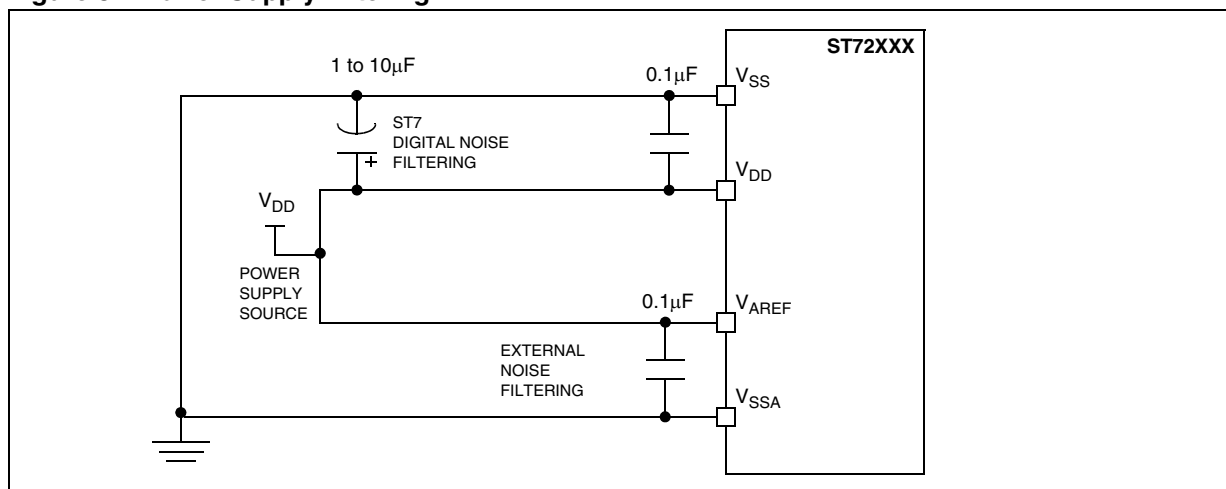 ST72XXX
1 to 10μF
0.1μF
VSS
ST7
DIGITAL NOISE
FILTERING
+
VDD
VDD
POWER
SUPPLY
SOURCE
0.1μF
VAREF
EXTERNAL
NOISE
FILTERING
VSSA